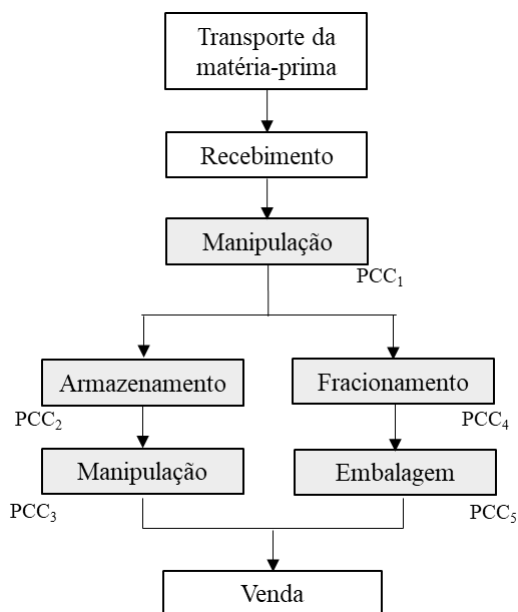 Transporte da
matéria-prima
Recebimento
Manipulação
PCC₁
Armazenamento
PCC₂
Manipulação
PCC₃
Fracionamento
PCC₄
Embalagem
PCC₅
Venda